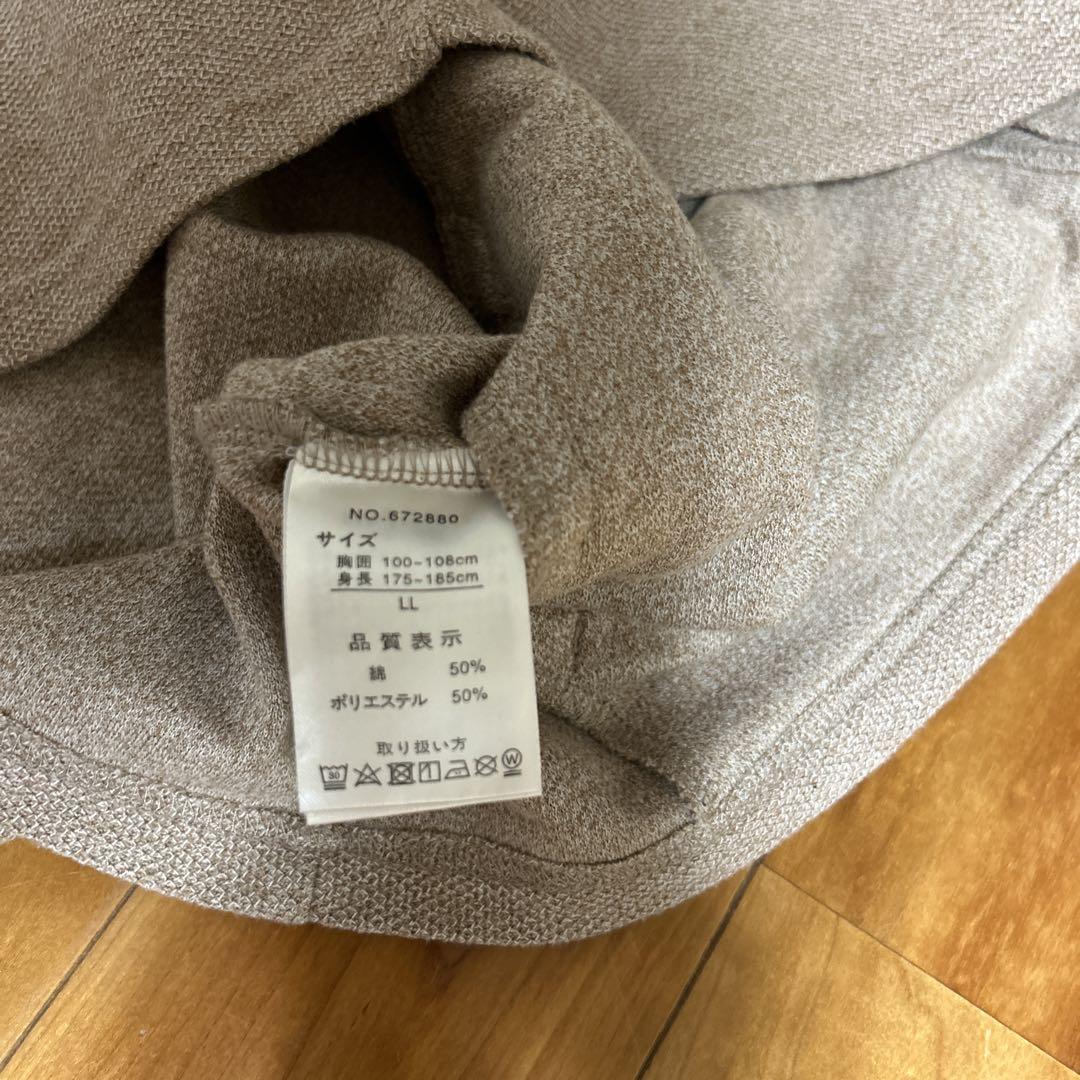 NO.672880
サイズ
胸囲 100~108cm
身長 175~185cm
LL
品質表示
綿 50%
ポリエステル 50%
取り扱い方
30 W